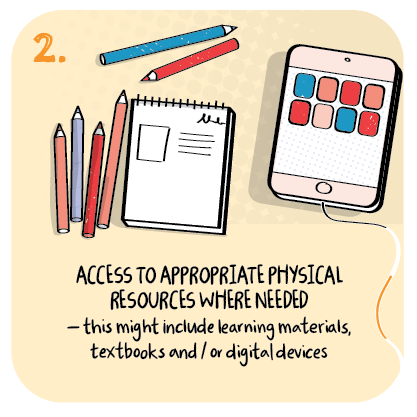 2.
ACCESS TO APPROPRIATE PHYSICAL
RESOURCES WHERE NEEDED
– this might include learning materials,
textbooks and / or digital devices